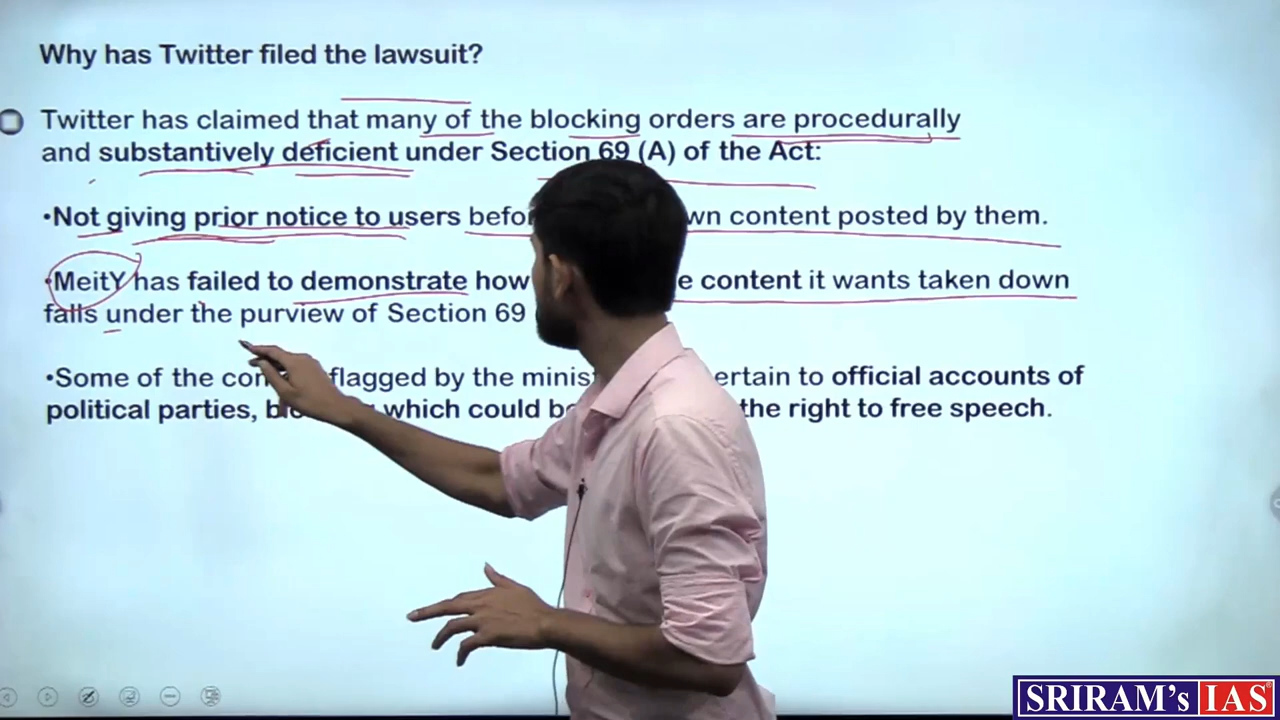 Why has Twitter filed the lawsuit?
Twitter has claimed that many of the blocking orders are procedurally
and substantively deficient under Section 69 (A) of the Act:
•Not giving prior notice to users wn content posted by them.
•MeitY has failed to demonstrate how e content it wants taken down
falls under the purview of Section 69
•Some of the flagged by the ertain to official accounts of
political parties, which could the right to free speech.
SRIRAM's IAS